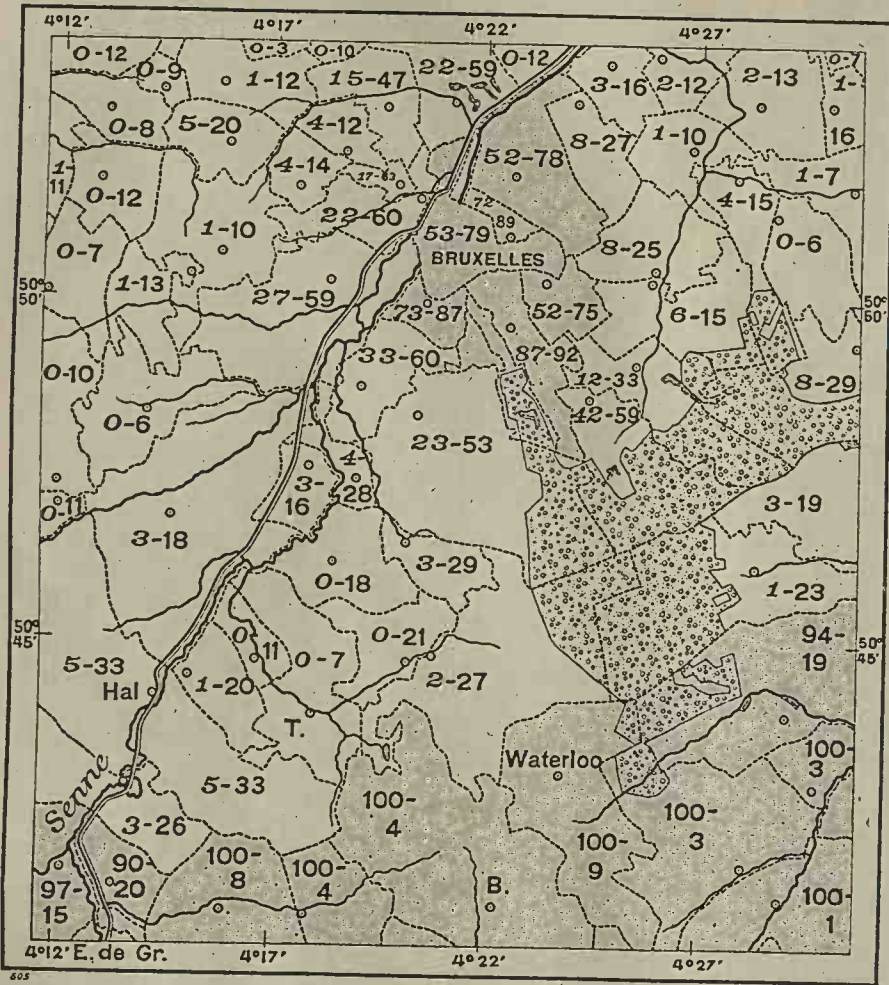 4°12′ 4°17′ 4°22′ 4°27′
0-12 0-3 0-10 0-12
0-9 1-12 15-47 22-59 3-16 2-12 2-13 0-7
1-
16
0-8 5-20 4-12 8-27 1-10
1-
11
0-12 4-14 17-63 52-78 1-7
22-60 4-15
72
89
0-7 1-10 53-79 8-25 0-6
BRUXELLES
50°
50′
1-13 27-59 73-87 52-75 6-15
50°
50′
0-10 33-60 87-92 8-29
12-33
0-6 42-59
23-53
4-
28
0-11 3-
16
3-18 3-19
0-18 3-29 1-23
50°
45′
0-
11
0-7 0-21 94-
19
50°
45′
5-33
Hal 1-20 2-27
T.
Senne Waterloo
5-33 100-
4
100-
3
100-
3
3-26
90-
20
100-
8
100-
4
100-
9
97-
15
B. 100-
1
4°12′ E. de Gr. 4°17′ 4°22′ 4°27′
605